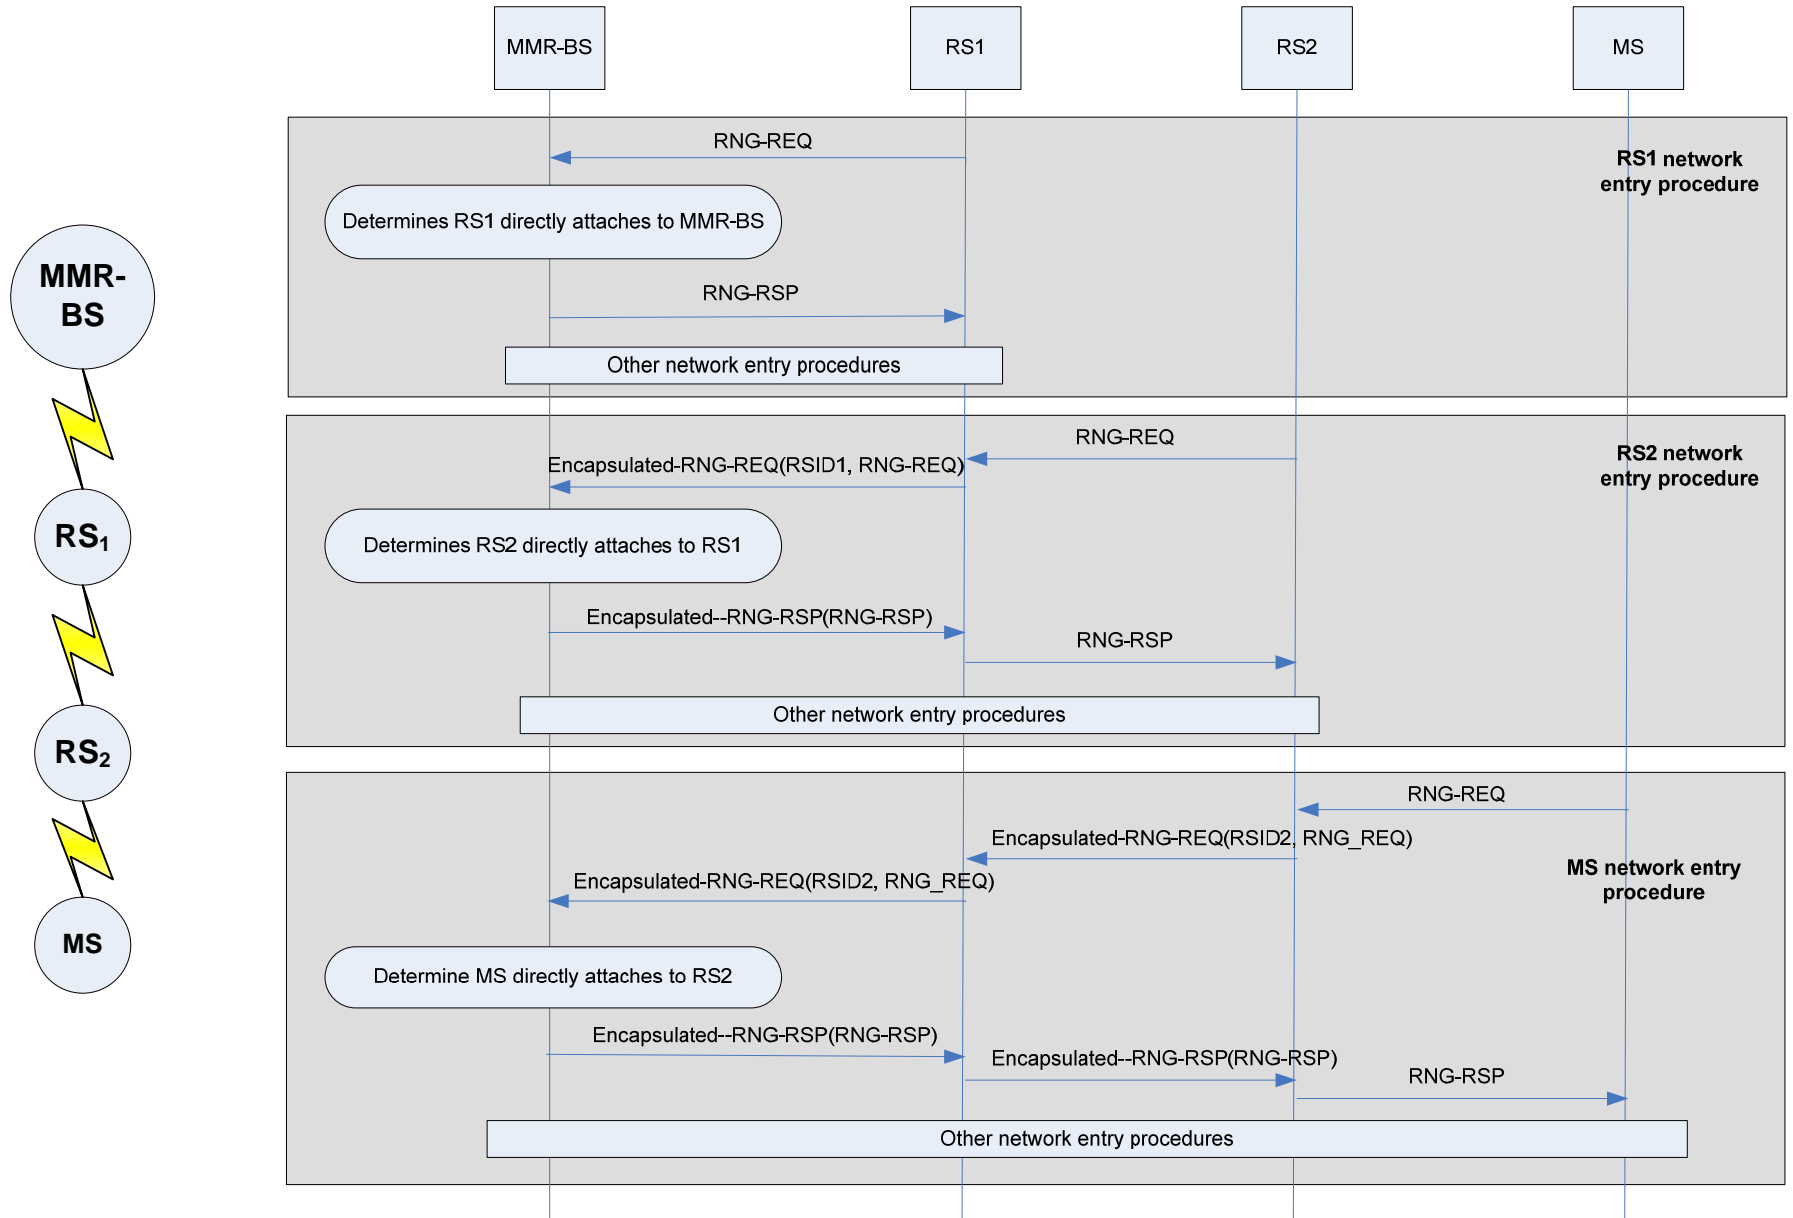 MMR-BS
RS1
RS2
MS
RNG-REQ
RS1 network
entry procedure
Determines RS1 directly attaches to MMR-BS
RNG-RSP
Other network entry procedures
MMR-
BS
RS1
RS2
MS
RNG-REQ
Encapsulated-RNG-REQ(RSID1, RNG-REQ)
RS2 network
entry procedure
Determines RS2 directly attaches to RS1
Encapsulated--RNG-RSP(RNG-RSP)
RNG-RSP
Other network entry procedures
RNG-REQ
Encapsulated-RNG-REQ(RSID2, RNG_REQ)
Encapsulated-RNG-REQ(RSID2, RNG_REQ)
MS network entry
procedure
Determine MS directly attaches to RS2
Encapsulated--RNG-RSP(RNG-RSP)
Encapsulated--RNG-RSP(RNG-RSP)
RNG-RSP
Other network entry procedures